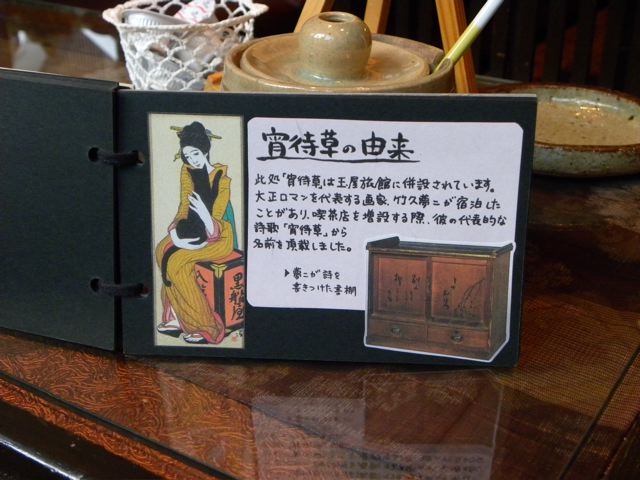 宵待草の由来
此処「宵待草」は玉屋旅館に併設されています。
大正ロマンを代表する画家、竹久夢二が宿泊した
ことがあり、喫茶店を増設する際、彼の代表的な
詩歌「宵待草」から
名前を頂戴しました。
▶夢二が詩を
書きつけた書棚
黒船屋